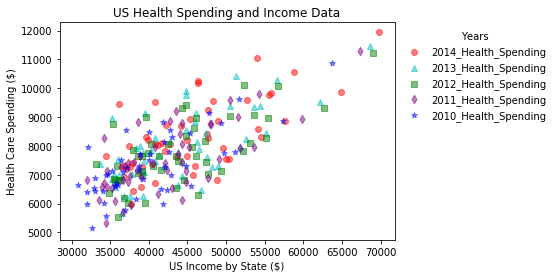 US Health Spending and Income Data
Health Care Spending ($)
12000
11000
10000
9000
8000
7000
6000
5000
30000 35000 40000 45000 50000 55000 60000 65000 70000
US Income by State ($)
Years
2014_Health_Spending
2013_Health_Spending
2012_Health_Spending
2011_Health_Spending
2010_Health_Spending